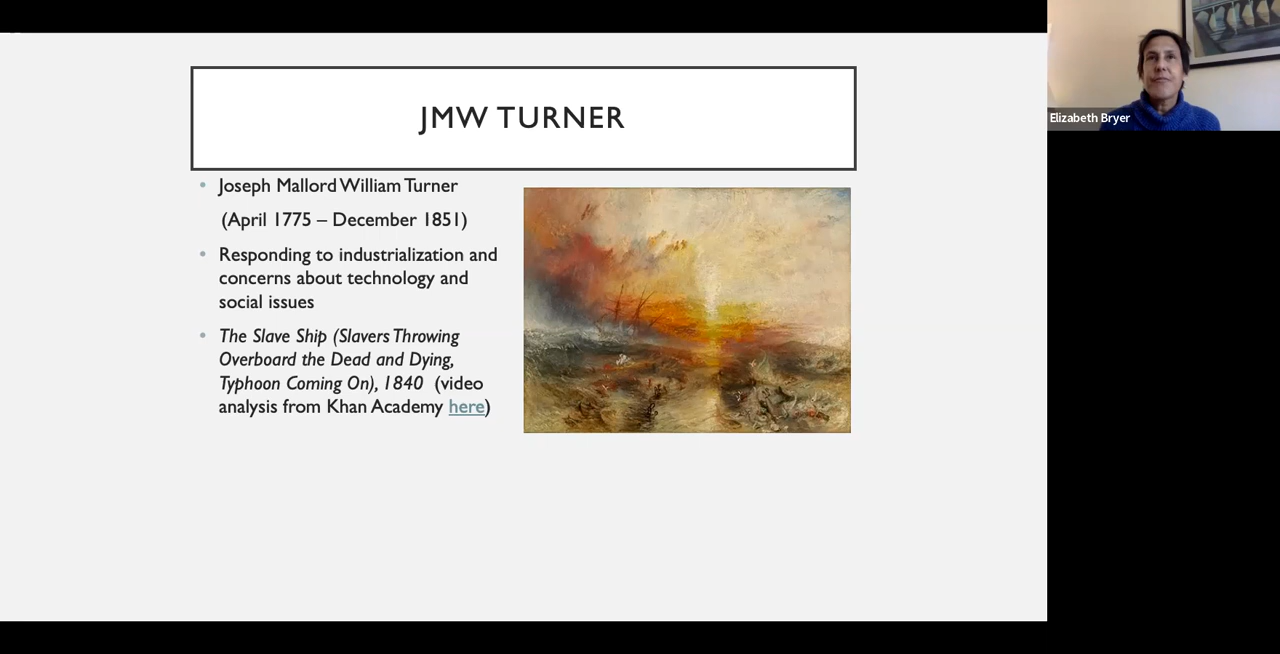 JMW TURNER
Joseph Mallord William Turner
(April 1775 – December 1851)
Responding to industrialization and
concerns about technology and
social issues
The Slave Ship (Slavers Throwing
Overboard the Dead and Dying,
Typhoon Coming On), 1840 (video
analysis from Khan Academy here)
Elizabeth Bryer